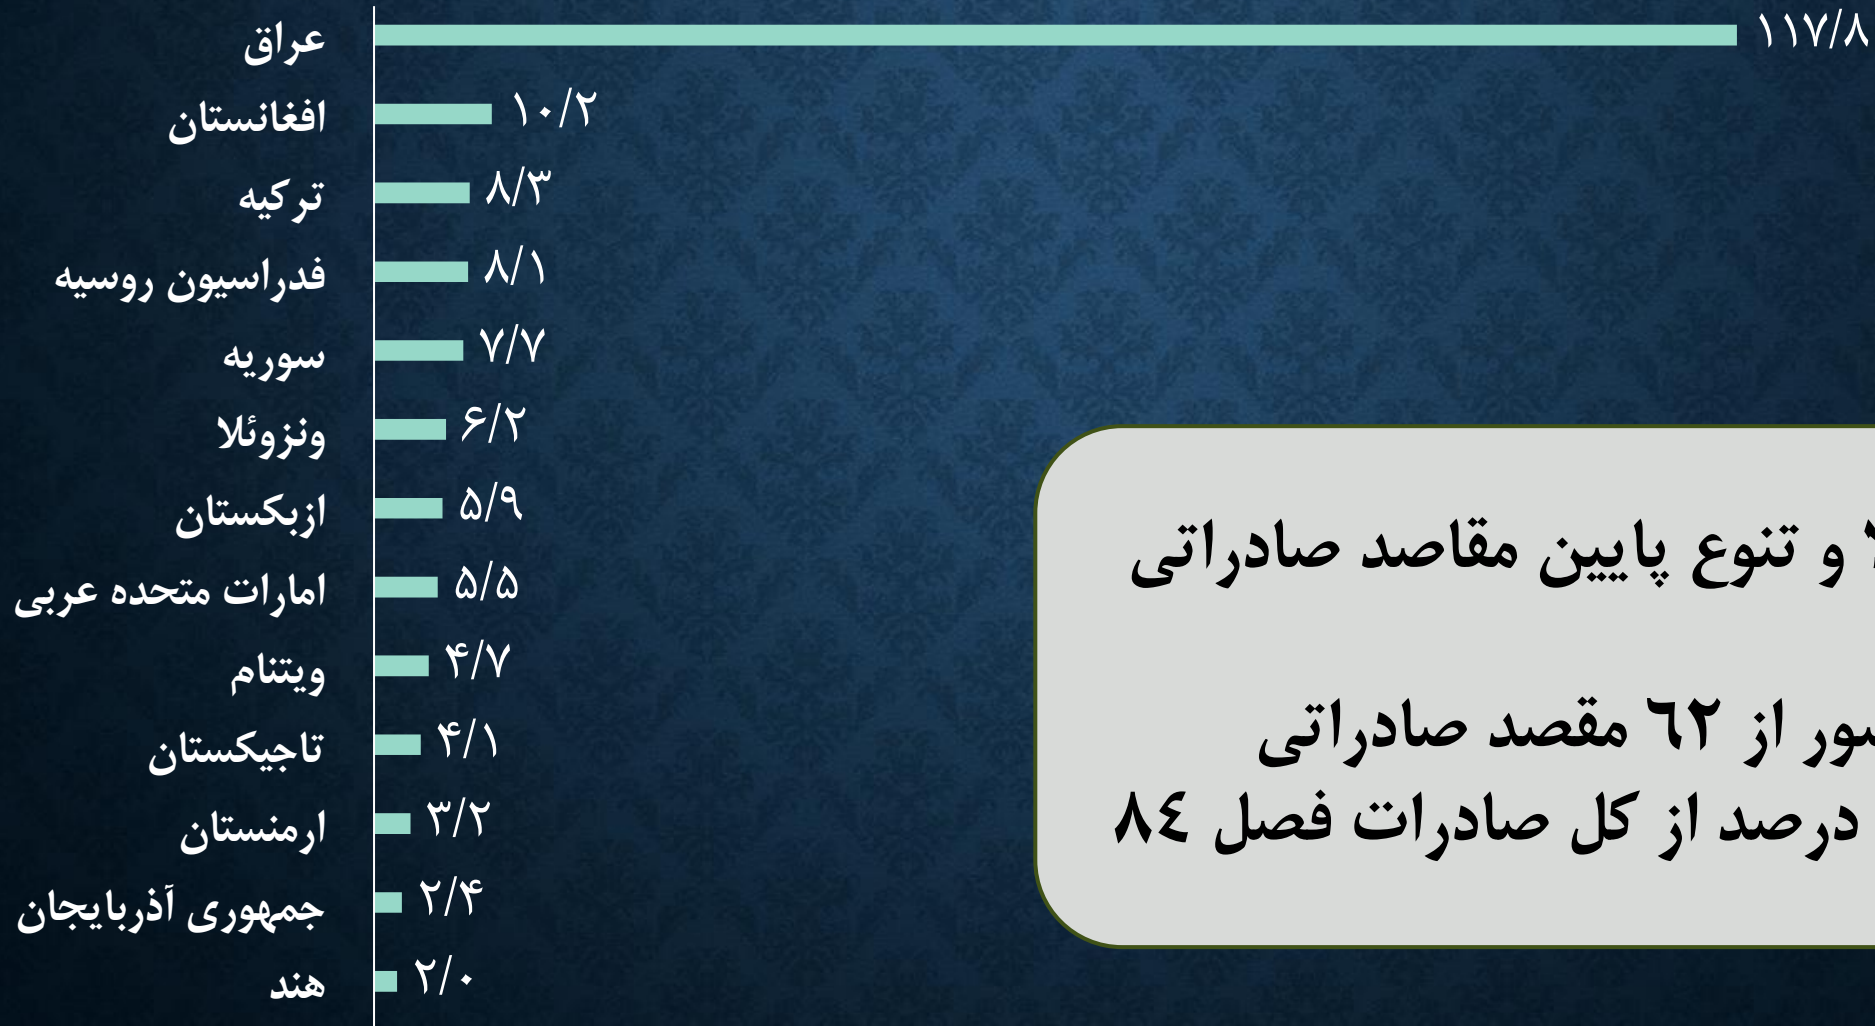 عراق ۱۱۷/۸
افغانستان ۱۰/۲
ترکیه ۸/۳
فدراسیون روسیه ۸/۱
سوریه ۷/۷
ونزوئلا ۶/۲
ازبکستان ۵/۹
امارات متحده عربی ۵/۵
ویتنام ۴/۷
تاجیکستان ۴/۱
ارمنستان ۳/۲
جمهوری آذربایجان ۲/۴
هند ۲/۰
و تنوع پایین مقاصد صادراتی
از ٦٢ مقصد صادراتی
درصد از کل صادرات فصل ٨٤